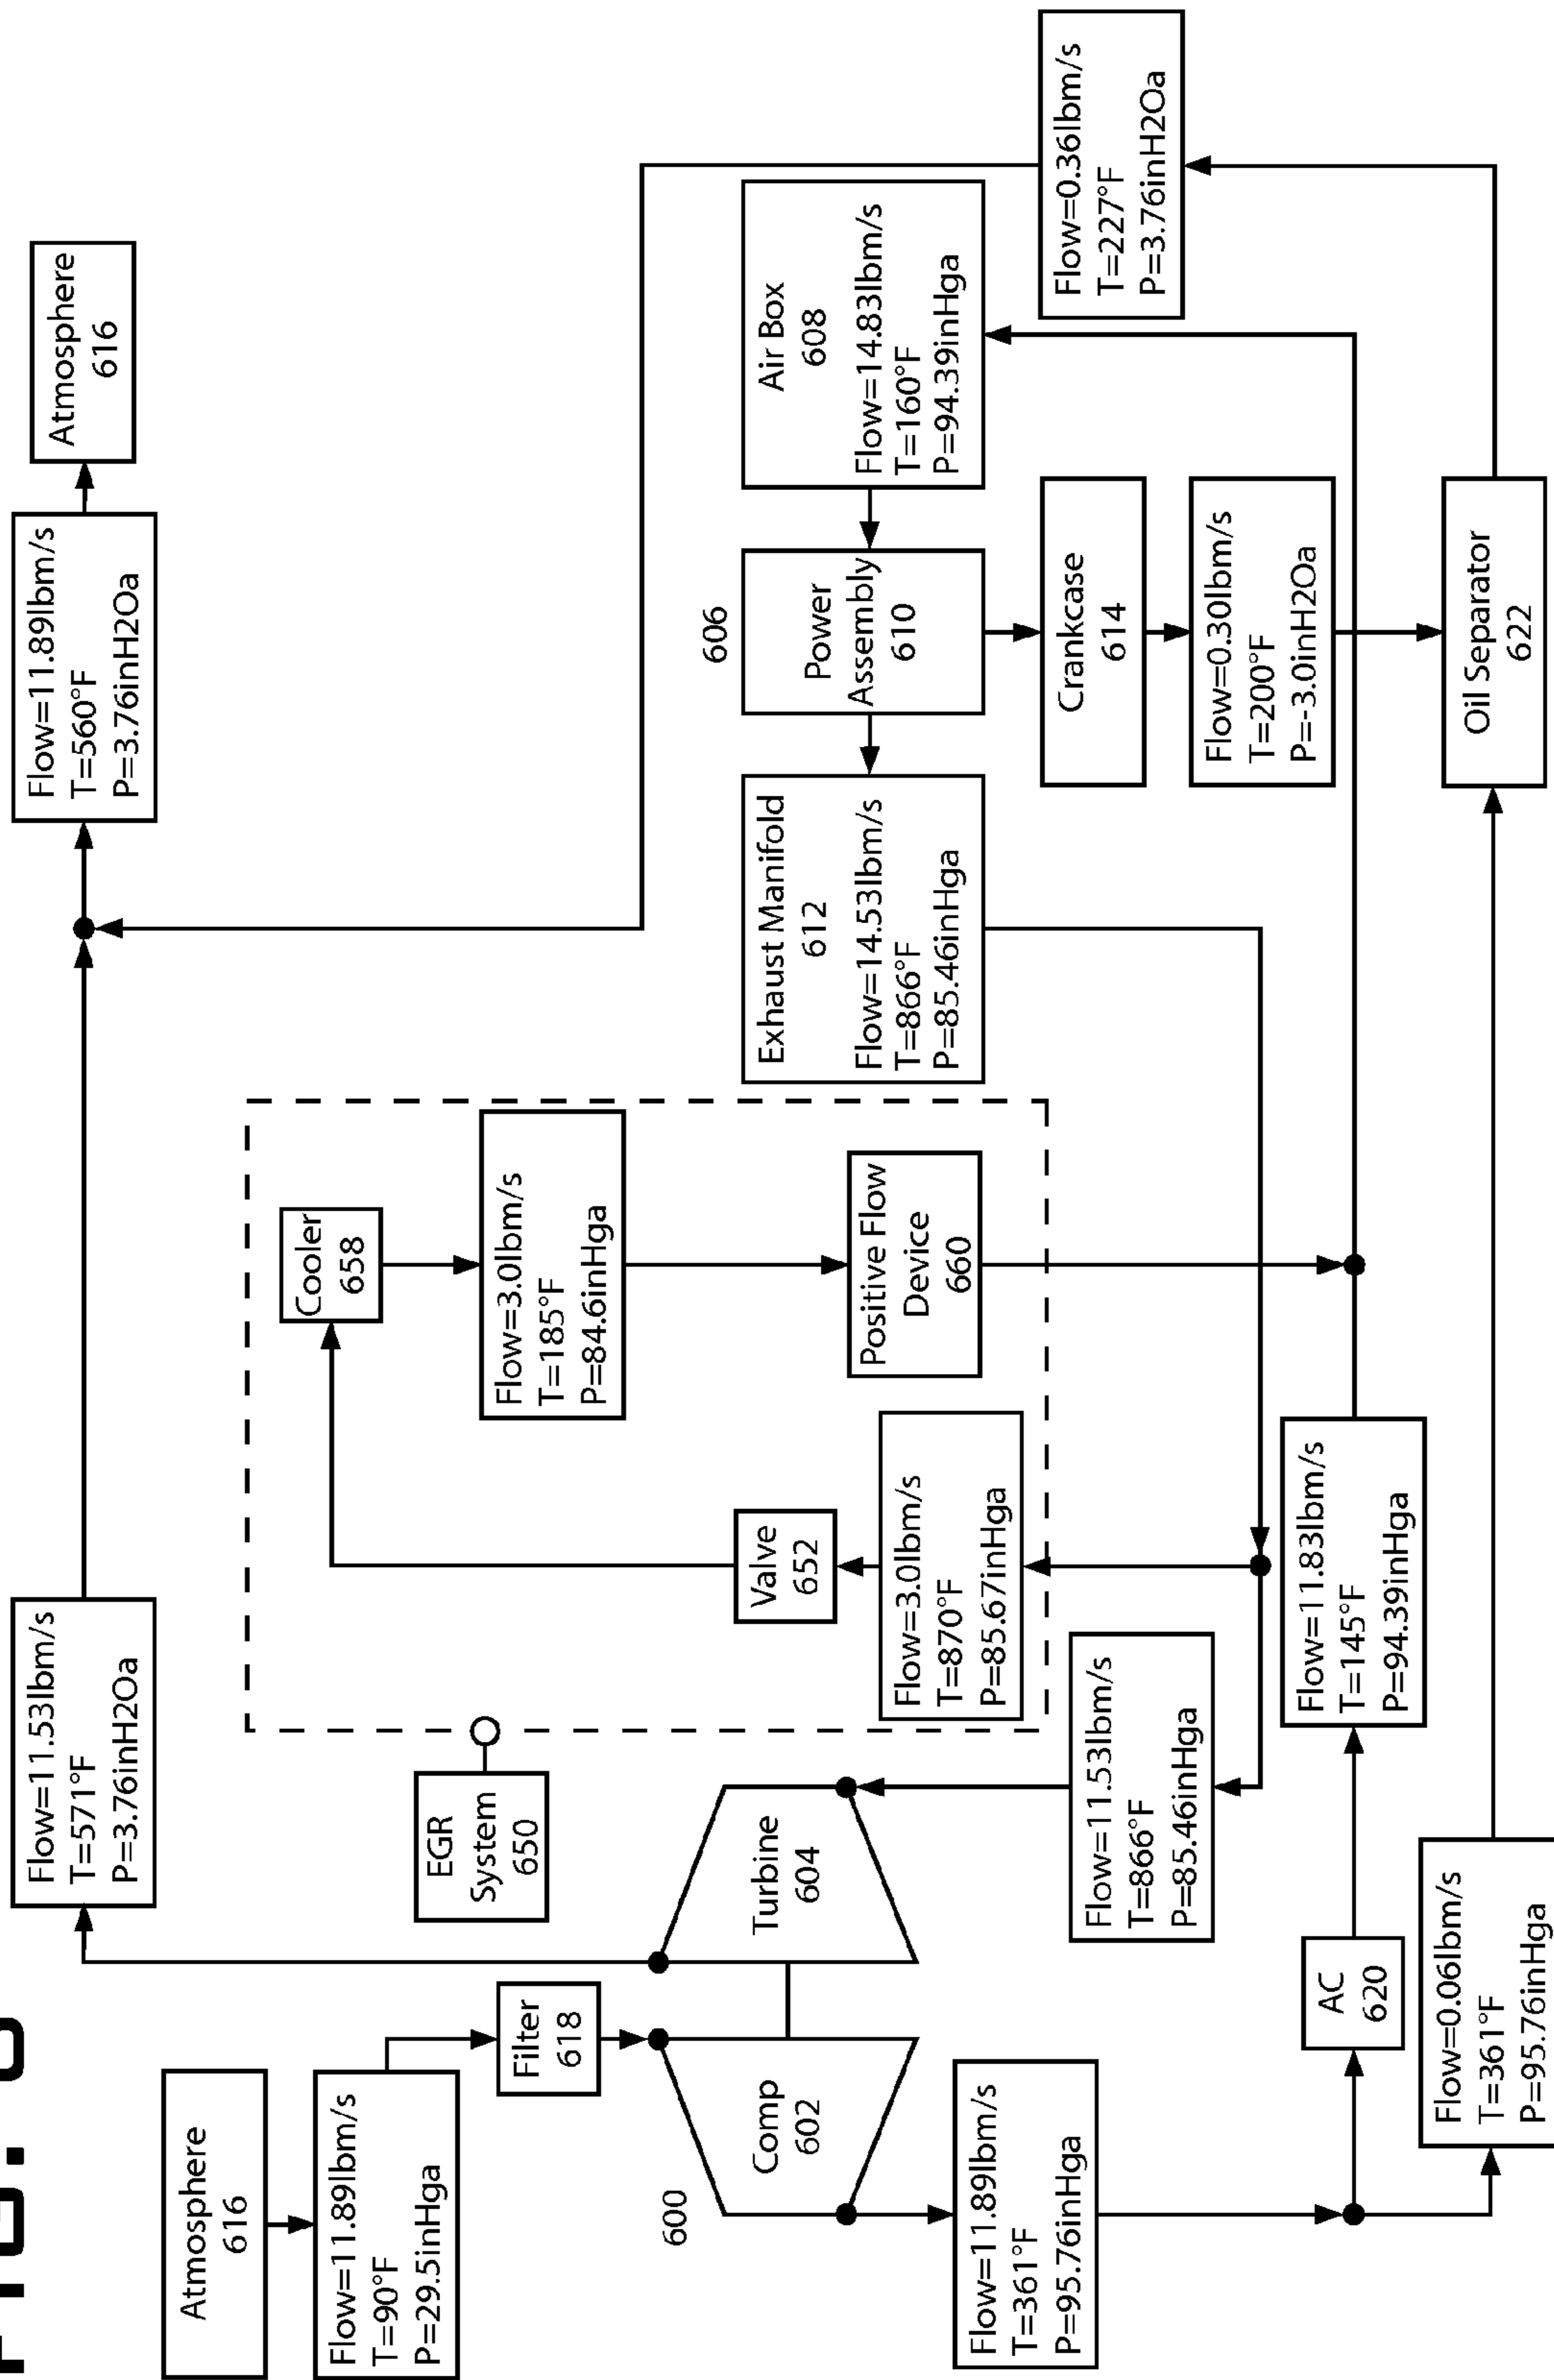 Flow=11.53lbm/s
T=571°F
P=3.76inH2Oa
Flow=11.89lbm/s
T=560°F
P=3.76inH2Oa
Atmosphere
616
Atmosphere
616
Flow=11.89lbm/s
T=90°F
P=29.5inHga
Filter
618
EGR
System
650
Cooler
658
Flow=3.0lbm/s
T=185°F
P=84.6inHga
600
Comp
602
Turbine
604
Valve
652
Flow=3.0lbm/s
T=870°F
P=85.67inHga
Positive Flow
Device
660
606
Exhaust Manifold
612
Flow=14.53lbm/s
T=866°F
P=85.46inHga
Power
Assembly
610
Air Box
608
Flow=14.83lbm/s
T=160°F
P=94.39inHga
Flow=11.89lbm/s
T=361°F
P=95.76inHga
Flow=11.53lbm/s
T=866°F
P=85.46inHga
Crankcase
614
Flow=0.36lbm/s
T=227°F
P=3.76inH2Oa
AC
620
Flow=11.83lbm/s
T=145°F
P=94.39inHga
Flow=0.30lbm/s
T=200°F
P=-3.0inH2Oa
Flow=0.06lbm/s
T=361°F
P=95.76inHga
Oil Separator
622